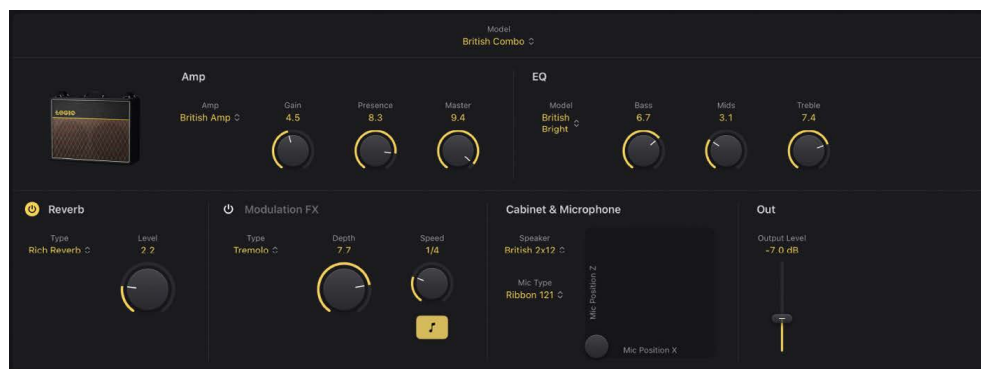 Model
British Combo
Amp
EQ
LOGIC
Amp
British Amp
Gain
4.5
Presence
8.3
Master
9.4
Model
British
Bright
Bass
6.7
Mids
3.1
Treble
7.4
Reverb
Modulation FX
Cabinet & Microphone
Out
Type
Rich Reverb
Level
2.2
Type
Tremolo
Depth
7.7
Speed
1/4
Speaker
British 2x12
Mic Type
Ribbon 121
Mic Position Z
Mic Position X
Output Level
-7.0 dB